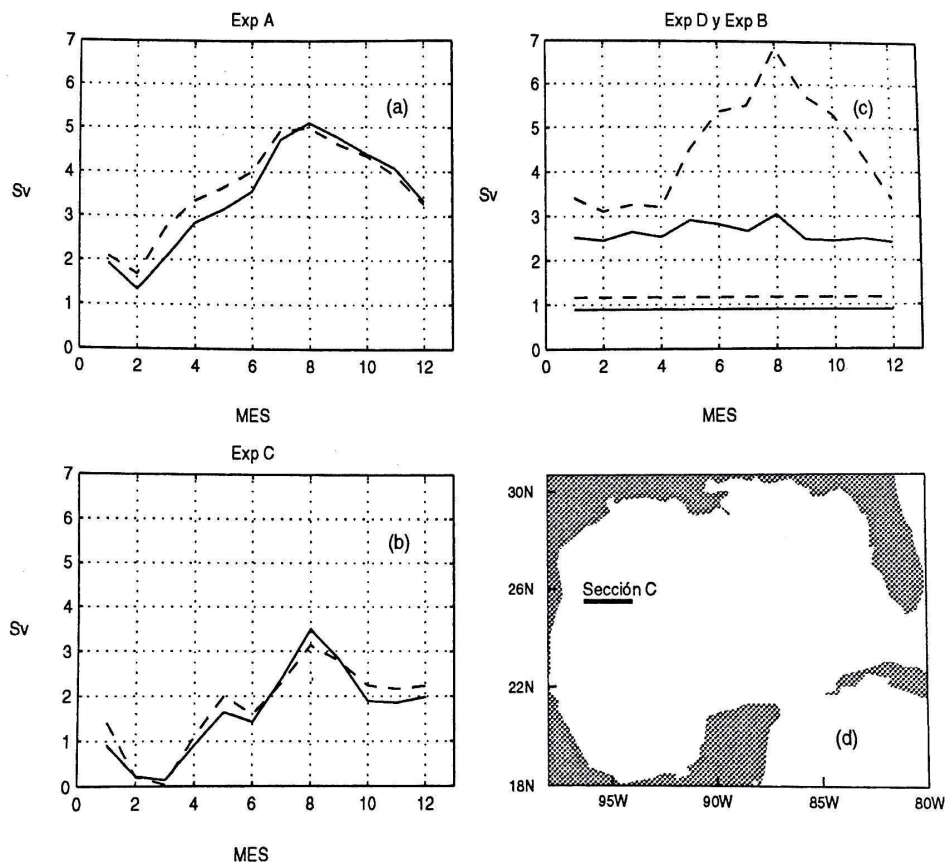 Exp A
7
6
5
4
3
2
1
0
Sv
(a)
0 2 4 6 8 10 12
MES
Exp D y Exp B
7
6
5
4
3
2
1
0
Sv
(c)
0 2 4 6 8 10 12
MES
Exp C
7
6
5
4
3
2
1
0
Sv
(b)
0 2 4 6 8 10 12
MES
30N
26N
22N
18N
Sección C
(d)
95W 90W 85W 80W